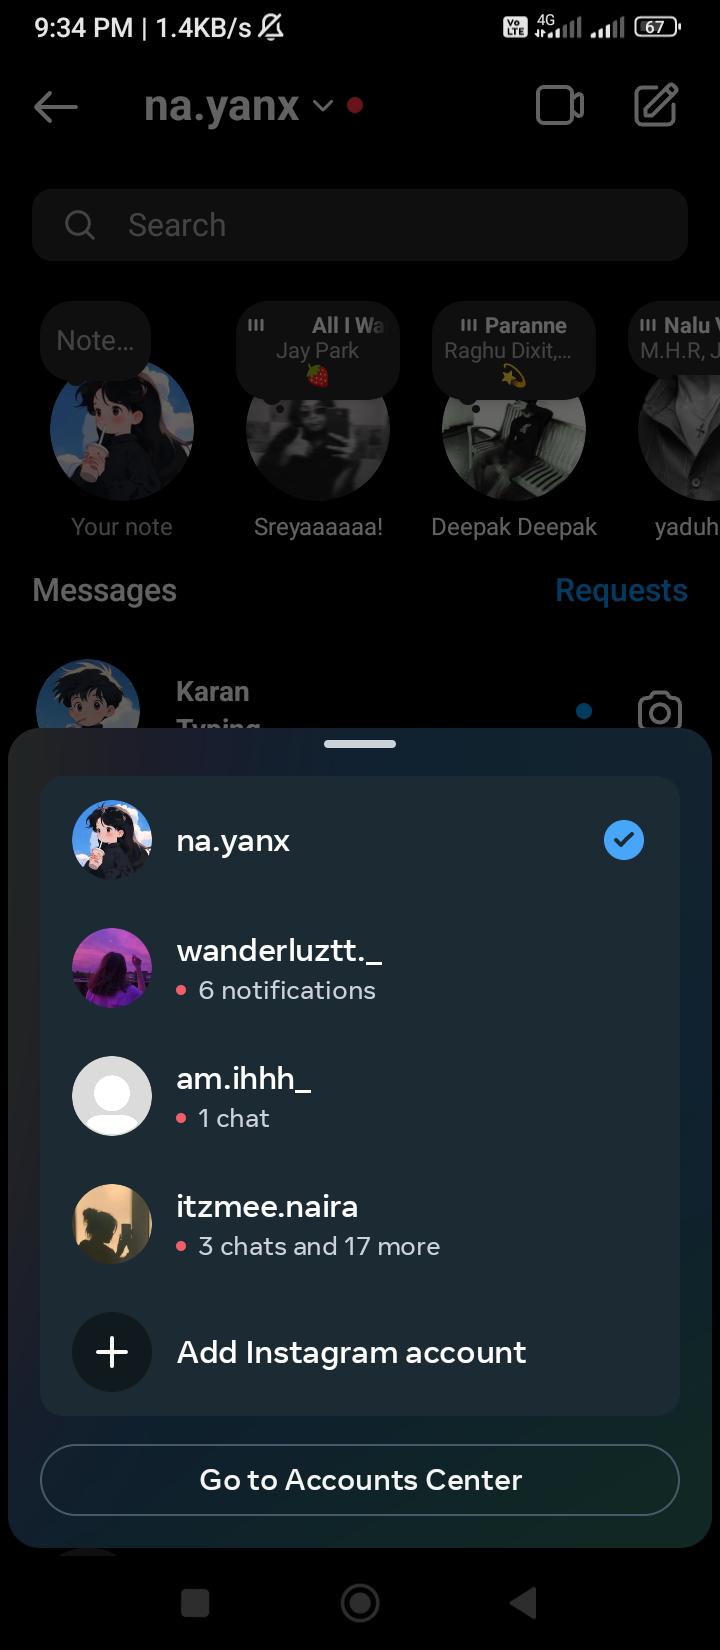 9:34 PM | 1.4KB/s
Vo LTE 4G 67
na.yanx
Search
Note...
All I Wa
Jay Park
Paranne
Raghu Dixit,...
Nalu V
M.H.R, J
Your note
Sreyaaaaaa!
Deepak Deepak
yaduh
Messages
Requests
Karan
Typing
na.yanx
wanderluztt._
6 notifications
am.ihhh_
1 chat
itzmee.naira
3 chats and 17 more
Add Instagram account
Go to Accounts Center